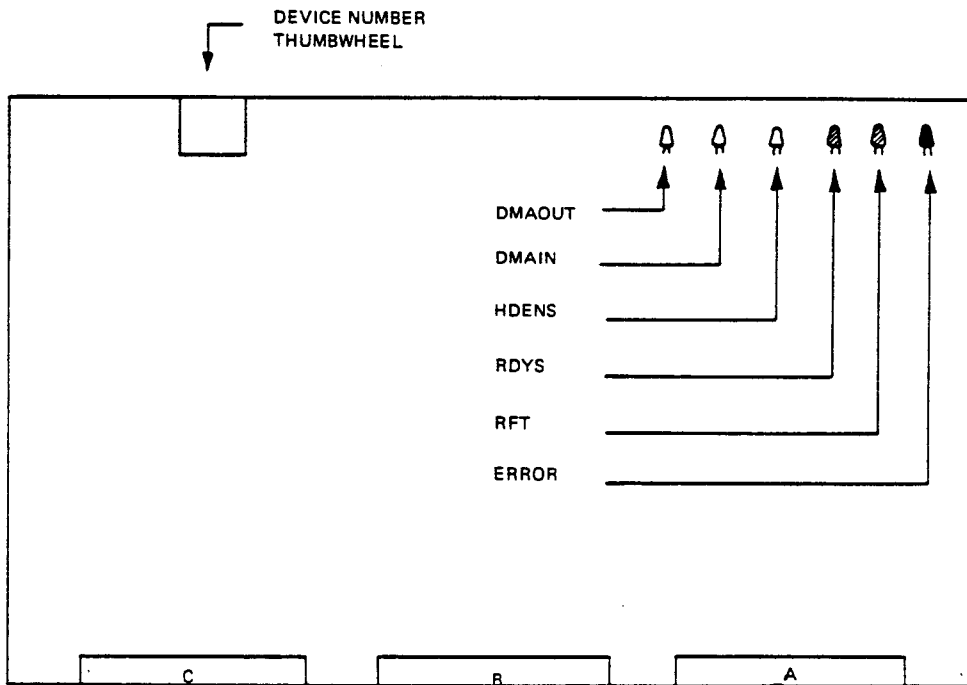 DEVICE NUMBER
THUMBWHEEL
DMAOUT
DMAIN
HDENS
RDYS
RFT
ERROR
C
B
A